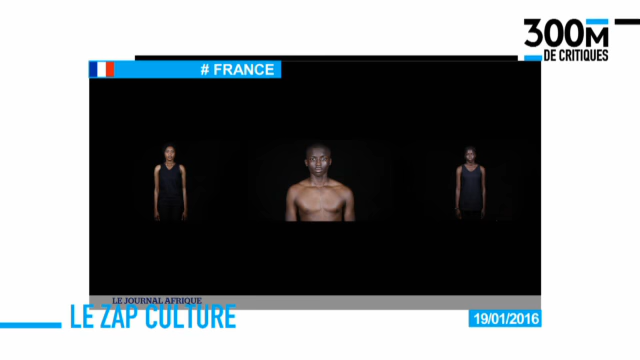 300M
DE CRITIQUES
# FRANCE
LE JOURNAL AFRIQUE
LE ZAP CULTURE
19/01/2016